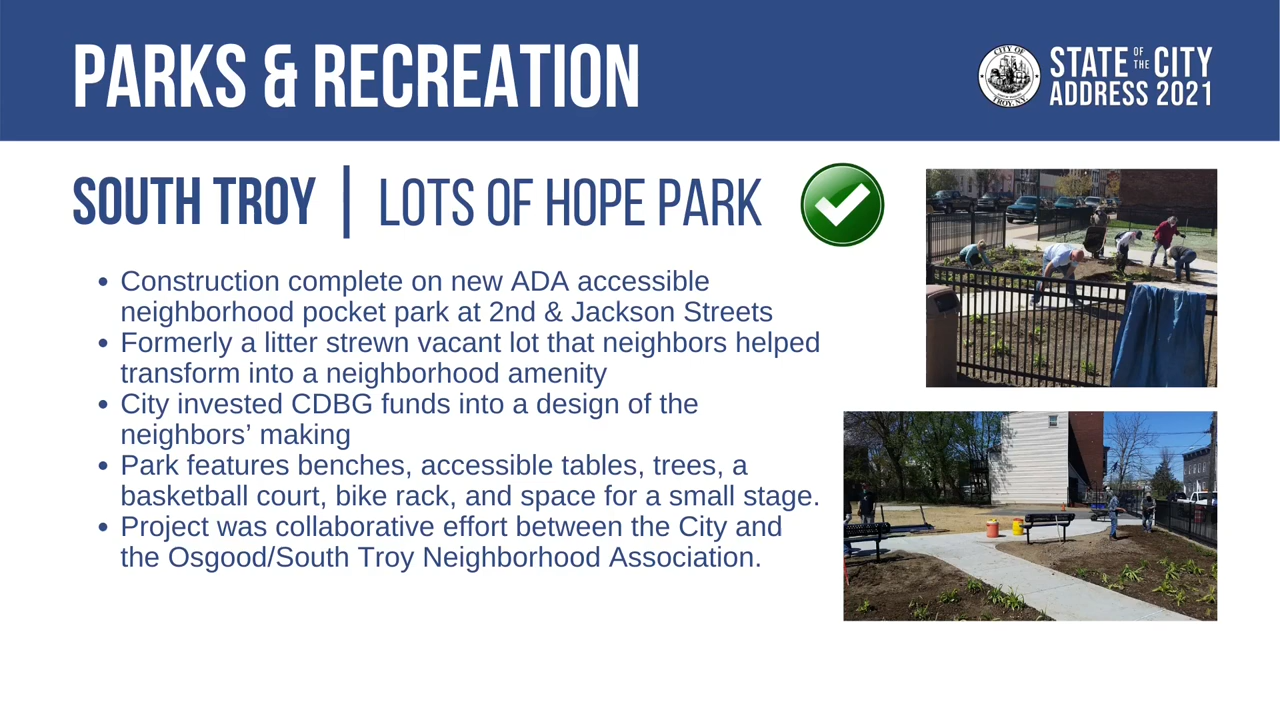 PARKS & RECREATION
CITY OF
TROY, N.Y.
STATE OF THE CITY
ADDRESS 2021
SOUTH TROY | LOTS OF HOPE PARK
• Construction complete on new ADA accessible
neighborhood pocket park at 2nd & Jackson Streets
• Formerly a litter strewn vacant lot that neighbors helped
transform into a neighborhood amenity
• City invested CDBG funds into a design of the
neighbors’ making
• Park features benches, accessible tables, trees, a
basketball court, bike rack, and space for a small stage.
• Project was collaborative effort between the City and
the Osgood/South Troy Neighborhood Association.